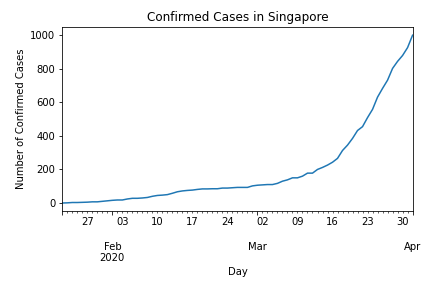 Confirmed Cases in Singapore
1000
800
600
400
200
0
Number of Confirmed Cases
27 03 10 17 24 02 09 16 23 30
Feb Mar Apr
2020
Day